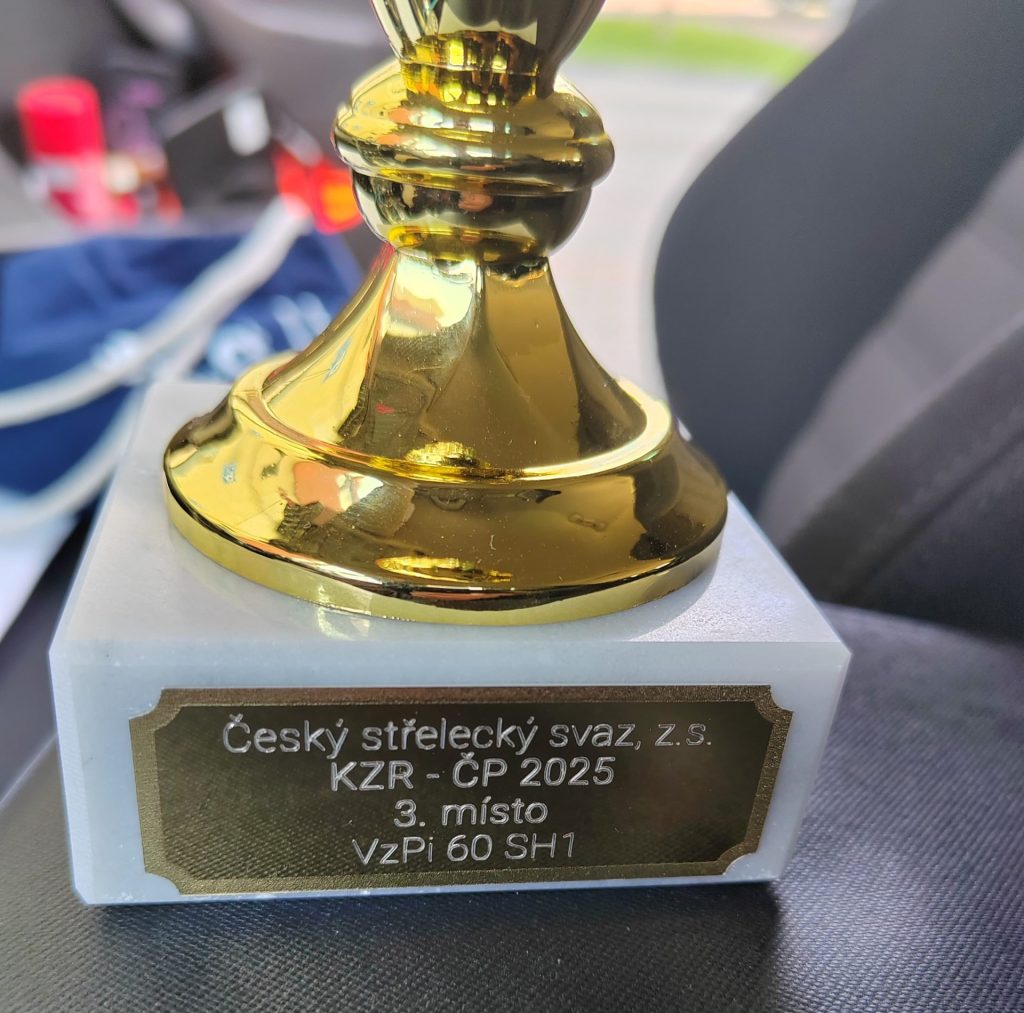 Český střelecký svaz, z.s.
KZR - ČP 2025
3. místo
VzPi 60 SH1